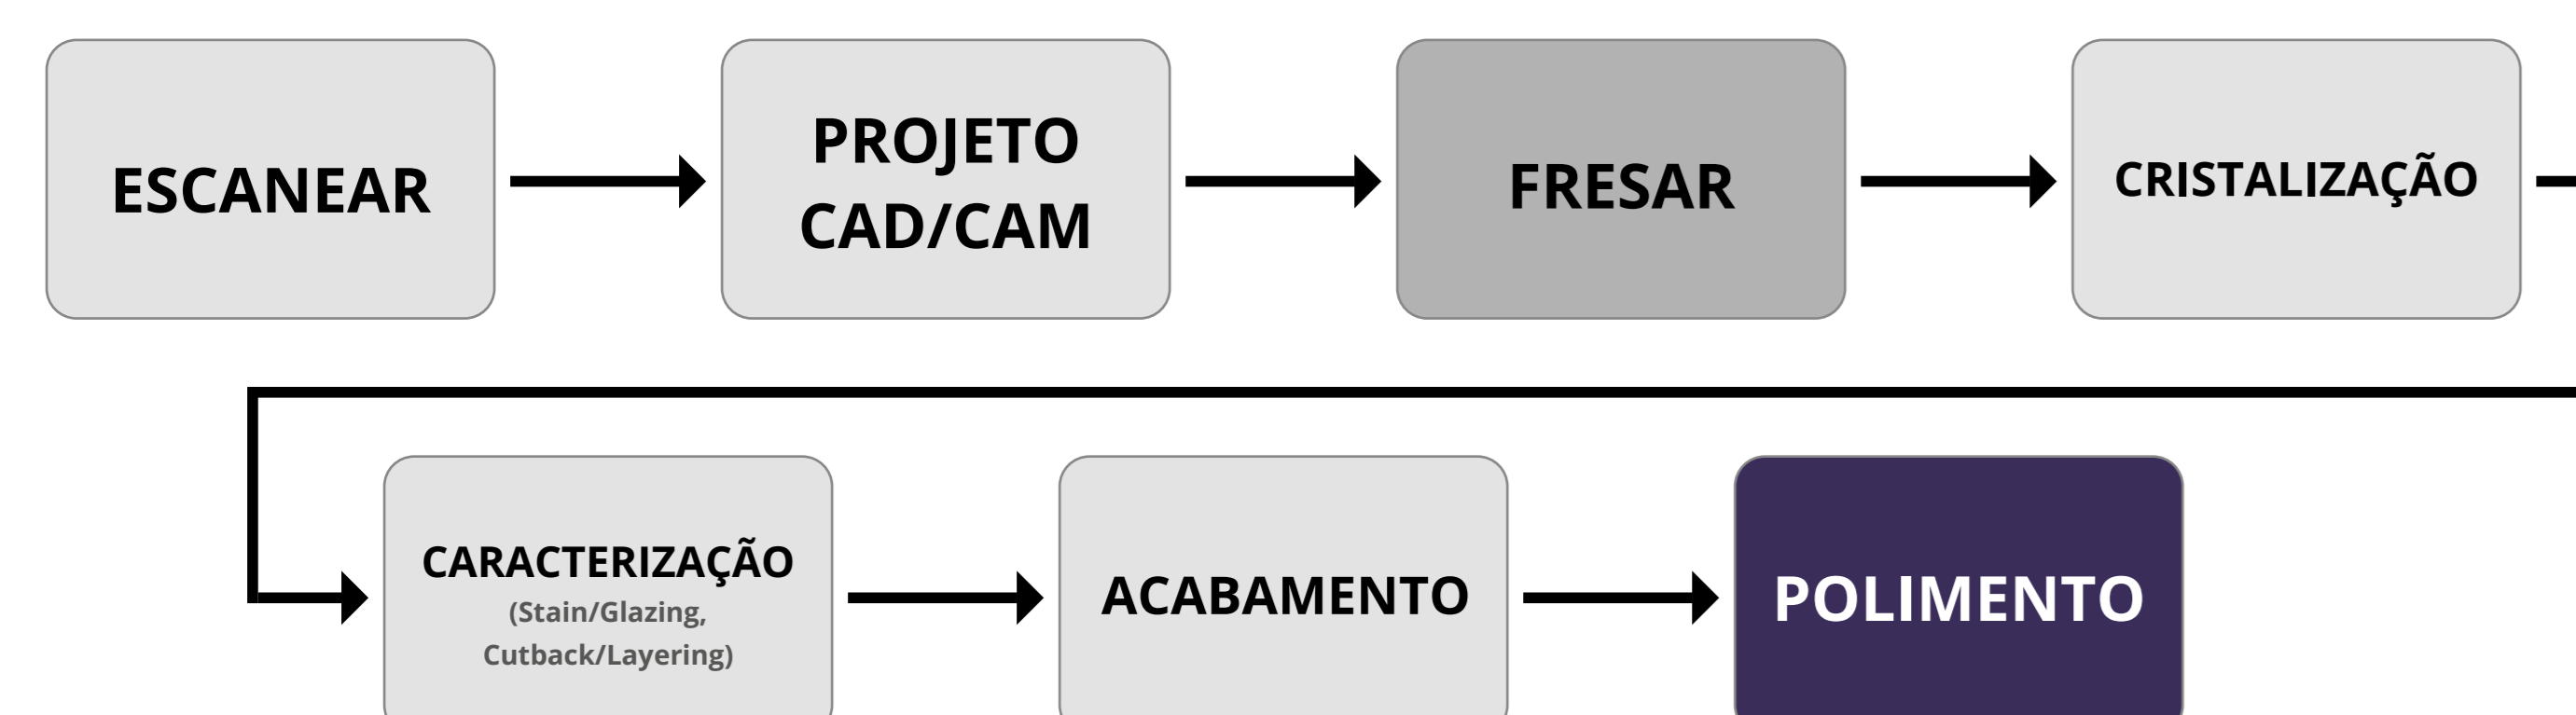 ESCANEAR
PROJETO
CAD/CAM
FRESAR
CRISTALIZAÇÃO
CARACTERIZAÇÃO
(Stain/Glazing,
Cutback/Layering)
ACABAMENTO
POLIMENTO